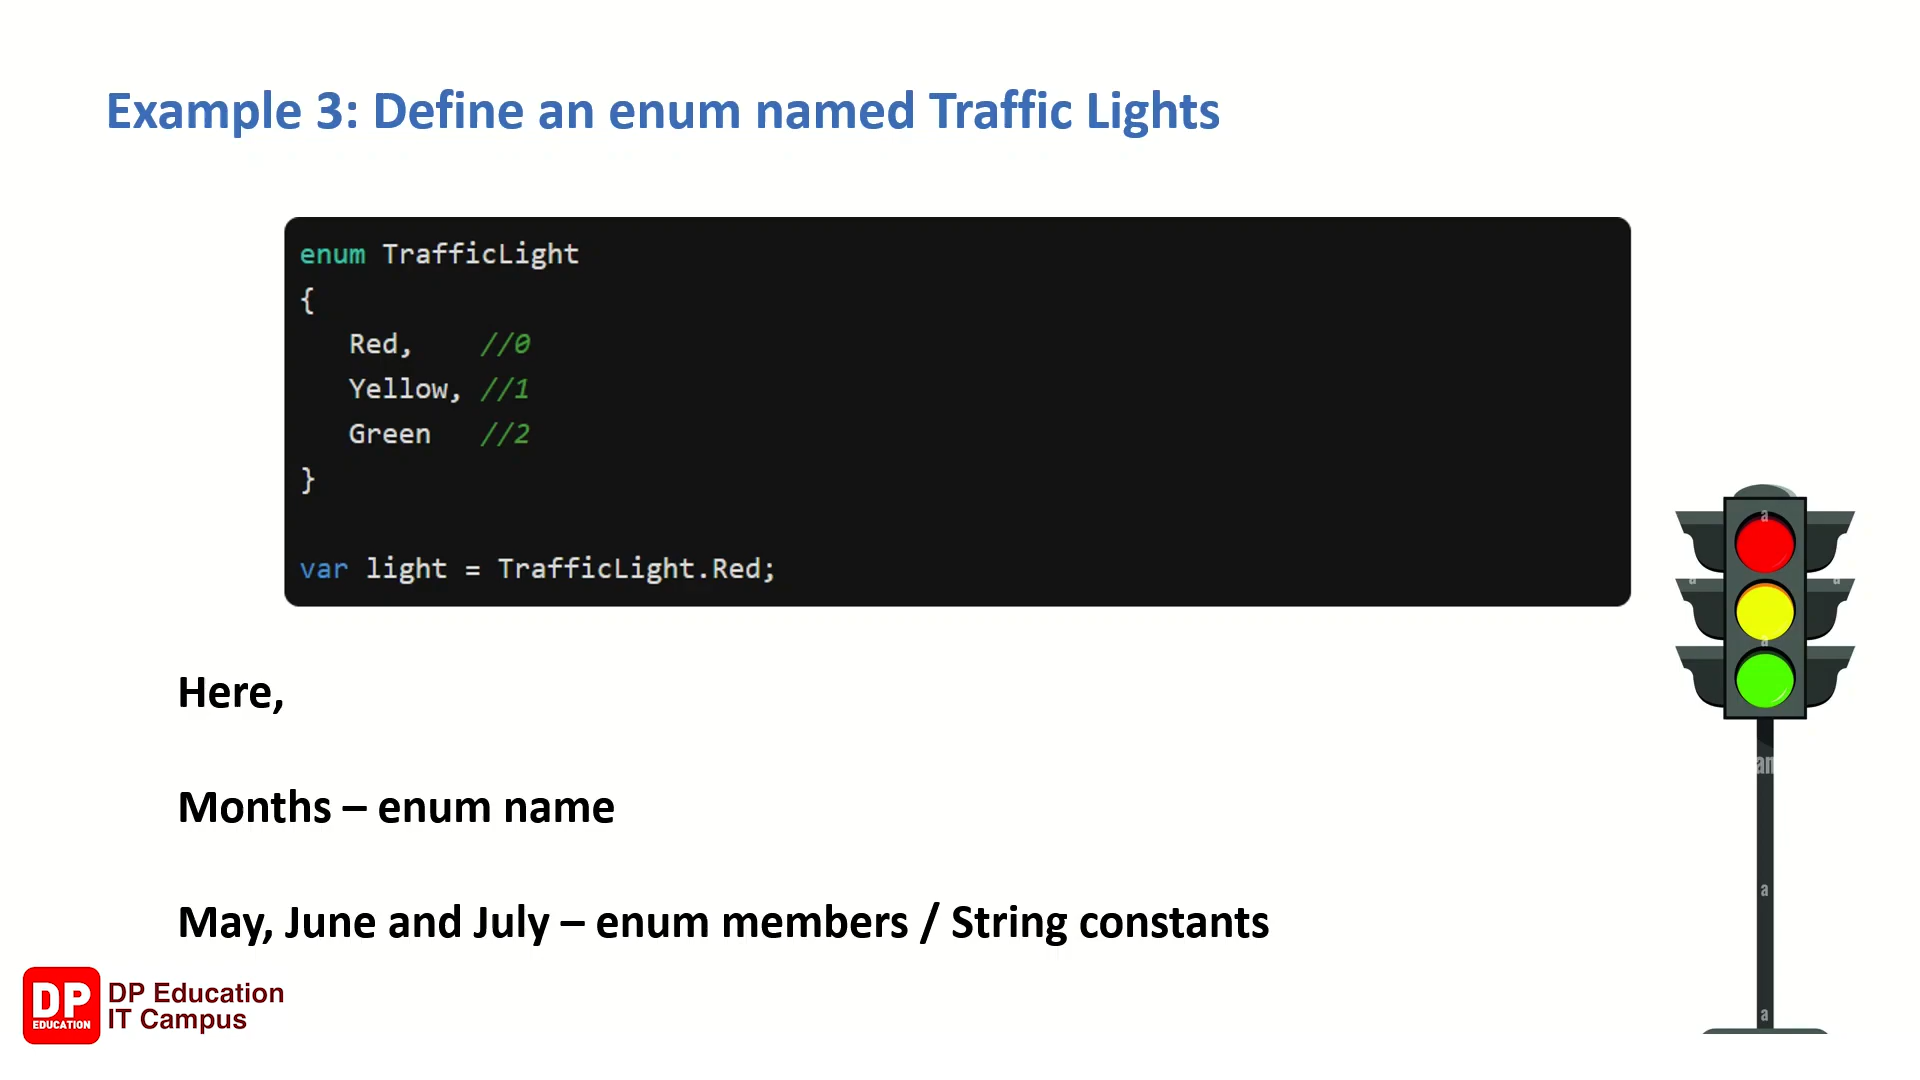 Example 3: Define an enum named Traffic Lights
enum TrafficLight
{
Red, //0
Yellow, //1
Green //2
}
var light = TrafficLight.Red;
Here,
Months – enum name
May, June and July – enum members / String constants
DP
EDUCATION
DP Education
IT Campus
a
a
a
a
an
a
a